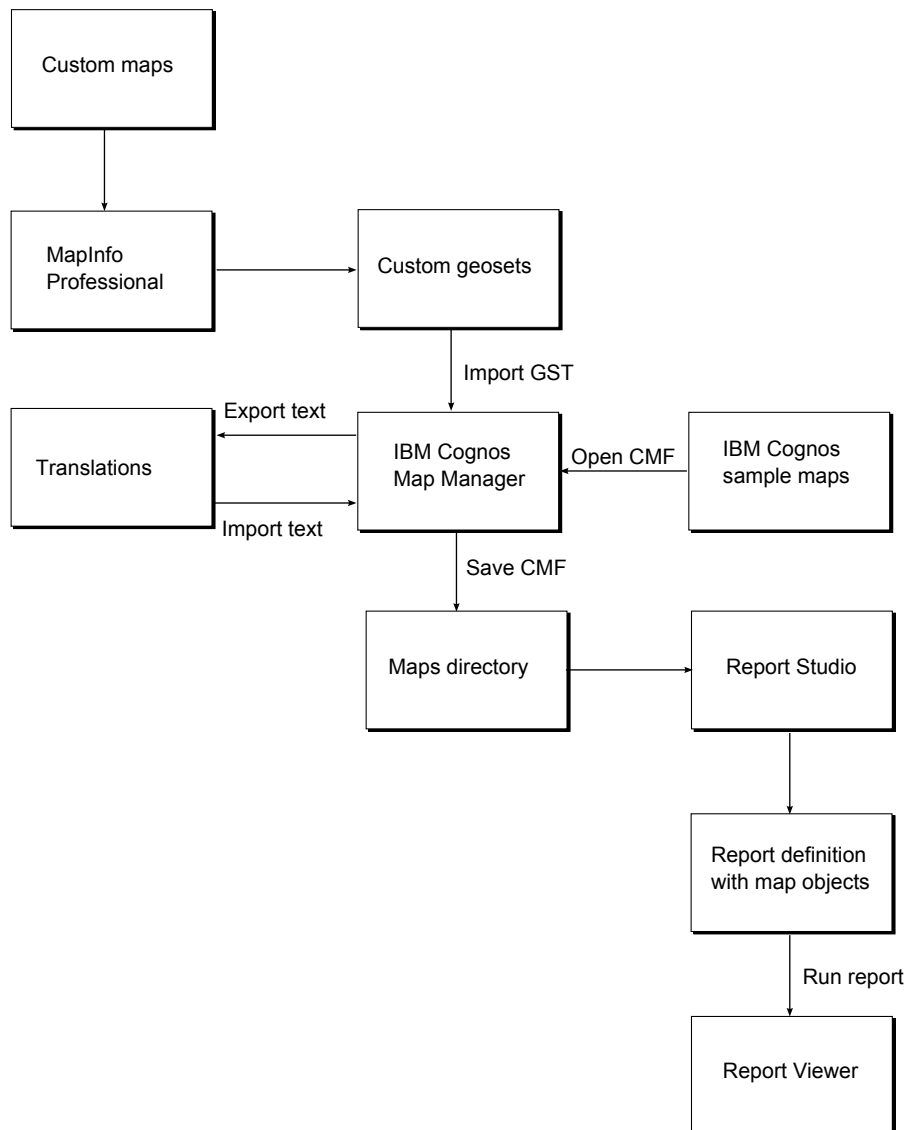 Custom maps
MapInfo
Professional
Custom geosets
Import GST
Export text
Translations
IBM Cognos
Map Manager
Open CMF
IBM Cognos
sample maps
Import text
Save CMF
Maps directory
Report Studio
Report definition
with map objects
Run report
Report Viewer